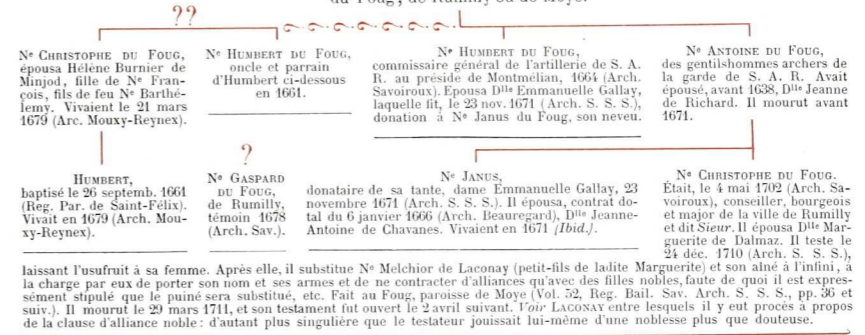 du Foug, de Rumilly ou de Moye.
??
Nᵉ CHRISTOPHE DU FOUG,
épousa Hélène Burnier de
Minjod, fille de Nᵉ Fran-
çois, fils de feu Nᵉ Barthé-
lemy. Vivaient le 21 mars
1679 (Arc. Mouxy-Reynex).
Nᵉ HUMBERT DU FOUG,
oncle et parrain
d'Humbert ci-dessous
en 1661.
Nᵉ HUMBERT DU FOUG,
commissaire général de l'artillerie de S. A.
R. au préside de Montmélian, 1664 (Arch.
Savoiroux). Epousa Dˡˡᵉ Emmanuelle Gallay,
laquelle fit, le 23 nov. 1671 (Arch. S. S. S.),
donation à Nᵉ Janus du Foug, son neveu.
Nᵉ ANTOINE DU FOUG,
des gentilshommes archers de
la garde de S. A. R. Avait
épousé, avant 1638, Dˡˡᵉ Jeanne
de Richard. Il mourut avant
1671.
HUMBERT,
baptisé le 26 septemb. 1661
(Reg. Par. de Saint-Félix).
Vivait en 1679 (Arch. Mou-
xy-Reynex).
?
Nᵉ GASPARD
DU FOUG,
de Rumilly,
témoin 1678
(Arch. Sav.).
Nᵉ JANUS,
donataire de sa tante, dame Emmanuelle Gallay, 23
novembre 1671 (Arch. S. S. S.). Il épousa, contrat do-
tal du 6 janvier 1666 (Arch. Beauregard), Dˡˡᵉ Jeanne-
Antoine de Chavanes. Vivaient en 1671 (Ibid.).
Nᵉ CHRISTOPHE DU FOUG.
Était, le 4 mai 1702 (Arch. Sa-
voiroux), conseiller, bourgeois
et major de la ville de Rumilly
et dit Sieur. Il épousa Dˡˡᵉ Mar-
guerite de Dalmaz. Il teste le
24 déc. 1710 (Arch. S. S. S.),
laissant l'usufruit à sa femme. Après elle, il substitue Nᵉ Melchior de Laconay (petit-fils de ladite Marguerite) et son aîné à l'infini, à
la charge par eux de porter son nom et ses armes et de ne contracter d'alliances qu'avec des filles nobles, faute de quoi il est expres-
sément stipulé que le puîné sera substitué, etc. Fait au Foug, paroisse de Moye (Vol. 52, Reg. Bail. Sav. Arch. S. S. S., pp. 36 et
suiv.). Il mourut le 29 mars 1711, et son testament fut ouvert le 2 avril suivant. Voir LACONAY entre lesquels il y eut procès à propos
de la clause d'alliance noble : d'autant plus singulière que le testateur jouissait lui-même d'une noblesse plus que douteuse.